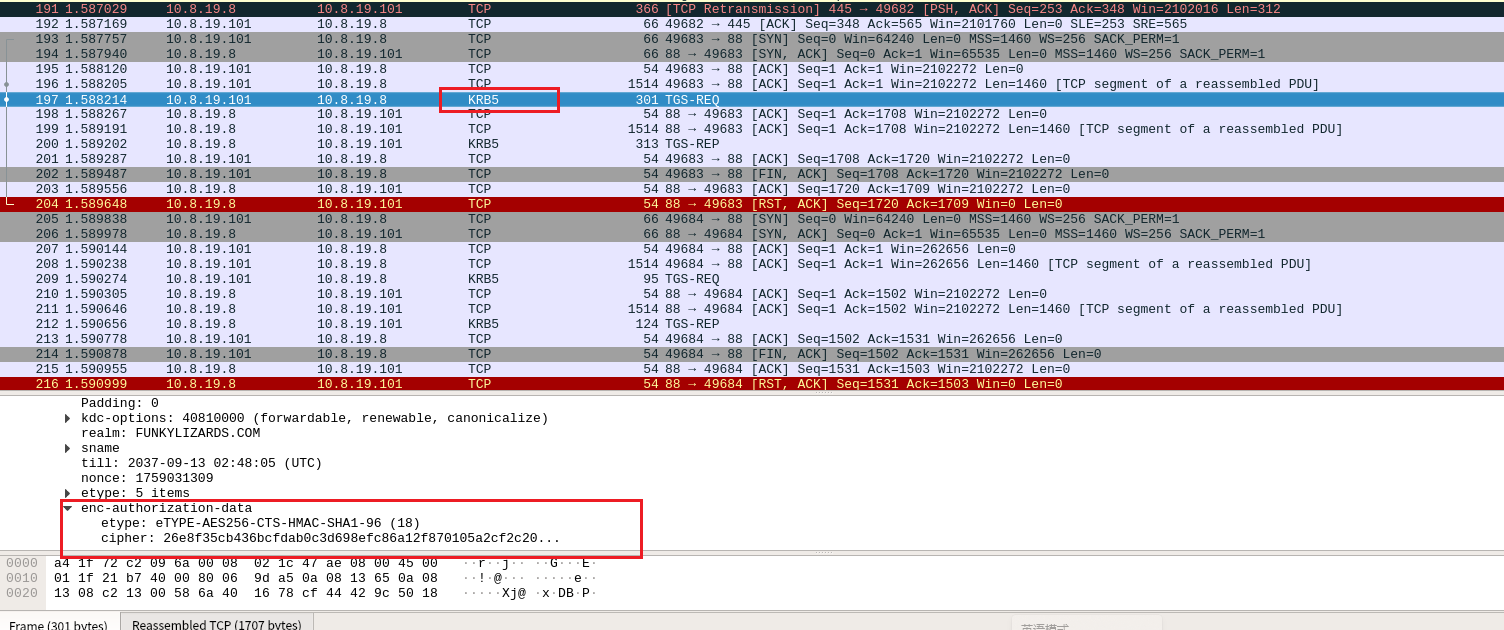 191 1.587029 10.8.19.8 10.8.19.101 TCP 366 [TCP Retransmission] 445 → 49682 [PSH, ACK] Seq=253 Ack=348 Win=2102016 Len=312
192 1.587169 10.8.19.101 10.8.19.8 TCP 66 49682 → 445 [ACK] Seq=348 Ack=565 Win=2101760 Len=0 SLE=253 SRE=565
193 1.587757 10.8.19.101 10.8.19.8 TCP 66 49683 → 88 [SYN] Seq=0 Win=64240 Len=0 MSS=1460 WS=256 SACK_PERM=1
194 1.587940 10.8.19.8 10.8.19.101 TCP 66 88 → 49683 [SYN, ACK] Seq=0 Ack=1 Win=65535 Len=0 MSS=1460 WS=256 SACK_PERM=1
195 1.588120 10.8.19.101 10.8.19.8 TCP 54 49683 → 88 [ACK] Seq=1 Ack=1 Win=2102272 Len=0
196 1.588205 10.8.19.101 10.8.19.8 TCP 1514 49683 → 88 [ACK] Seq=1 Ack=1 Win=2102272 Len=1460 [TCP segment of a reassembled PDU]
197 1.588214 10.8.19.101 10.8.19.8 KRB5 301 TGS-REQ
198 1.588267 10.8.19.8 10.8.19.101 TCP 54 88 → 49683 [ACK] Seq=1 Ack=1708 Win=2102272 Len=0
199 1.589191 10.8.19.8 10.8.19.101 TCP 1514 88 → 49683 [ACK] Seq=1 Ack=1708 Win=2102272 Len=1460 [TCP segment of a reassembled PDU]
200 1.589202 10.8.19.8 10.8.19.101 KRB5 313 TGS-REP
201 1.589287 10.8.19.101 10.8.19.8 TCP 54 49683 → 88 [ACK] Seq=1708 Ack=1720 Win=2102272 Len=0
202 1.589487 10.8.19.101 10.8.19.8 TCP 54 49683 → 88 [FIN, ACK] Seq=1708 Ack=1720 Win=2102272 Len=0
203 1.589556 10.8.19.8 10.8.19.101 TCP 54 88 → 49683 [ACK] Seq=1720 Ack=1709 Win=2102272 Len=0
204 1.589648 10.8.19.8 10.8.19.101 TCP 54 88 → 49683 [RST, ACK] Seq=1720 Ack=1709 Win=0 Len=0
205 1.589838 10.8.19.101 10.8.19.8 TCP 66 49684 → 88 [SYN] Seq=0 Win=64240 Len=0 MSS=1460 WS=256 SACK_PERM=1
206 1.589978 10.8.19.8 10.8.19.101 TCP 66 88 → 49684 [SYN, ACK] Seq=0 Ack=1 Win=65535 Len=0 MSS=1460 WS=256 SACK_PERM=1
207 1.590144 10.8.19.101 10.8.19.8 TCP 54 49684 → 88 [ACK] Seq=1 Ack=1 Win=262656 Len=0
208 1.590238 10.8.19.101 10.8.19.8 TCP 1514 49684 → 88 [ACK] Seq=1 Ack=1 Win=262656 Len=1460 [TCP segment of a reassembled PDU]
209 1.590274 10.8.19.101 10.8.19.8 KRB5 95 TGS-REQ
210 1.590305 10.8.19.8 10.8.19.101 TCP 54 88 → 49684 [ACK] Seq=1 Ack=1502 Win=2102272 Len=0
211 1.590646 10.8.19.8 10.8.19.101 TCP 1514 88 → 49684 [ACK] Seq=1 Ack=1502 Win=2102272 Len=1460 [TCP segment of a reassembled PDU]
212 1.590656 10.8.19.8 10.8.19.101 KRB5 124 TGS-REP
213 1.590778 10.8.19.101 10.8.19.8 TCP 54 49684 → 88 [ACK] Seq=1502 Ack=1531 Win=262656 Len=0
214 1.590878 10.8.19.101 10.8.19.8 TCP 54 49684 → 88 [FIN, ACK] Seq=1502 Ack=1531 Win=262656 Len=0
215 1.590955 10.8.19.8 10.8.19.101 TCP 54 88 → 49684 [ACK] Seq=1531 Ack=1503 Win=2102272 Len=0
216 1.590999 10.8.19.8 10.8.19.101 TCP 54 88 → 49684 [RST, ACK] Seq=1531 Ack=1503 Win=0 Len=0
Padding: 0
kdc-options: 40810000 (forwardable, renewable, canonicalize)
realm: FUNKYLIZARDS.COM
sname
till: 2037-09-13 02:48:05 (UTC)
nonce: 1759031309
etype: 5 items
enc-authorization-data
etype: eTYPE-AES256-CTS-HMAC-SHA1-96 (18)
cipher: 26e8f35cb436bcfdab0c3d698efc86a12f870105a2cf2c20...
0000 a4 1f 72 c2 09 6a 00 08 02 1c 47 ae 08 00 45 00 ··r··j·· ··G···E·
0010 01 1f 21 b7 40 00 80 06 9d a5 0a 08 13 65 0a 08 ··!·@··· ·····e··
0020 13 08 c2 13 00 58 6a 40 16 78 cf 44 42 9c 50 18 ·····Xj@ ·x·DB·P·
Frame (301 bytes) Reassembled TCP (1707 bytes)